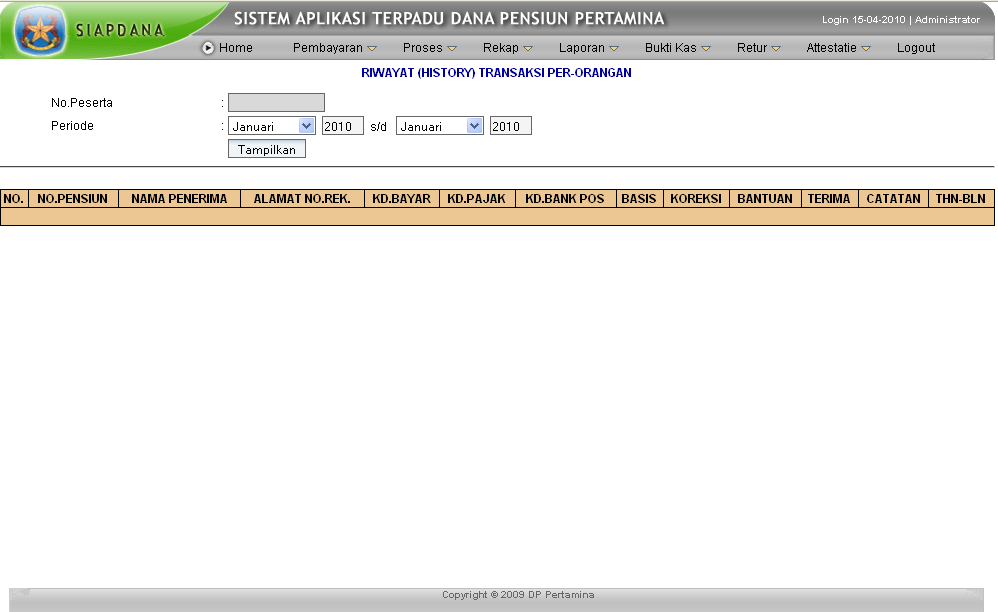 SIAPDANA
SISTEM APLIKASI TERPADU DANA PENSIUN PERTAMINA
Login 15-04-2010 | Administrator
Home Pembayaran Proses Rekap Laporan Bukti Kas Retur Attestatie Logout
RIWAYAT (HISTORY) TRANSAKSI PER-ORANGAN
No.Peserta :
Periode : Januari 2010 s/d Januari 2010
Tampilkan
NO. NO.PENSIUN NAMA PENERIMA ALAMAT NO.REK. KD.BAYAR KD.PAJAK KD.BANK POS BASIS KOREKSI BANTUAN TERIMA CATATAN THN-BLN
Copyright © 2009 DP Pertamina